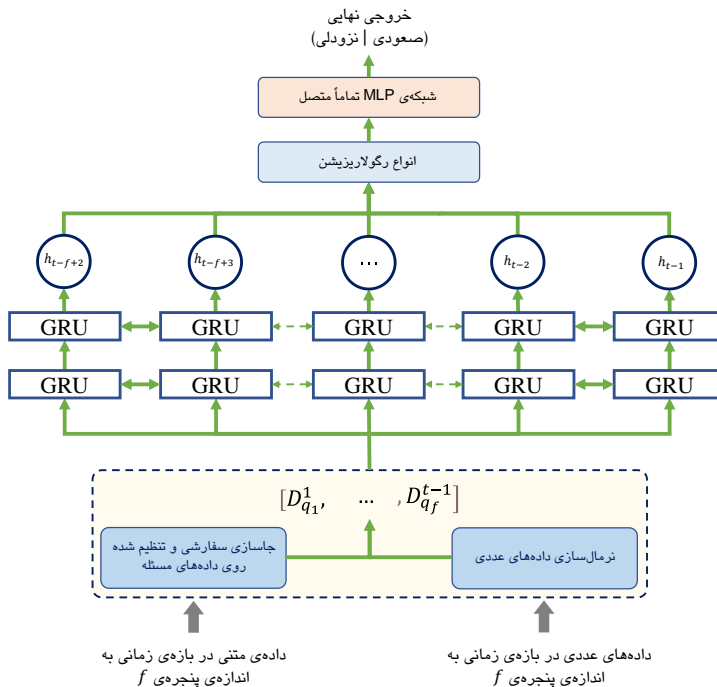 خروجی نهایی
(صعودی | نزودلی)
شبکه‌ی MLP تماماً متصل
انواع رگولاریزیشن
h_{t-f+2} h_{t-f+3} ... h_{t-2} h_{t-1}
GRU GRU GRU GRU GRU
GRU GRU GRU GRU GRU
[D_{q_1}^{1}, ... , D_{q_f}^{t-1}]
جاسازی سفارشی و تنظیم شده
روی داده‌های مسئله
نرمال‌سازی داده‌های عددی
داده‌ی متنی در بازه‌ی زمانی به
اندازه‌ی پنجره‌ی f
داده‌های عددی در بازه‌ی زمانی به
اندازه‌ی پنجره‌ی f